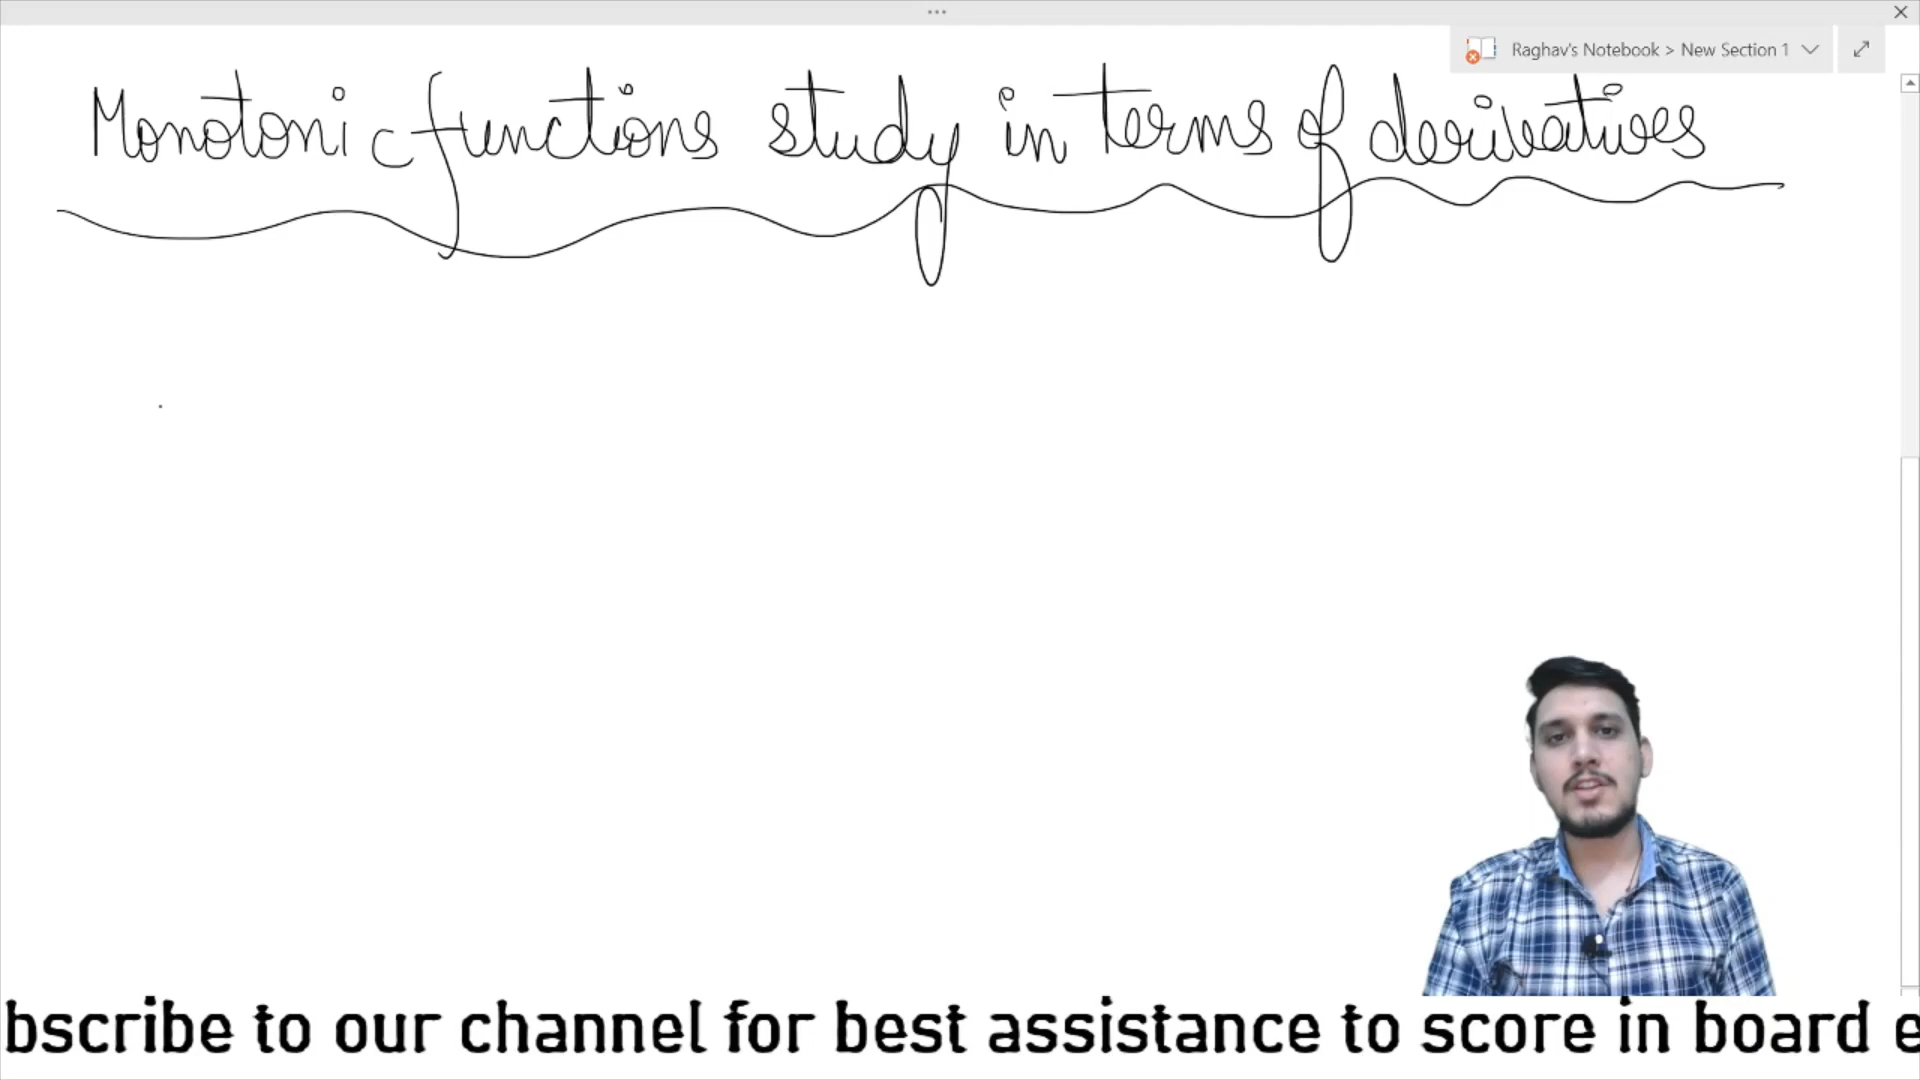 Raghav's Notebook > New Section 1
Monotonic functions study in terms of derivatives
bscribe to our channel for best assistance to score in board e